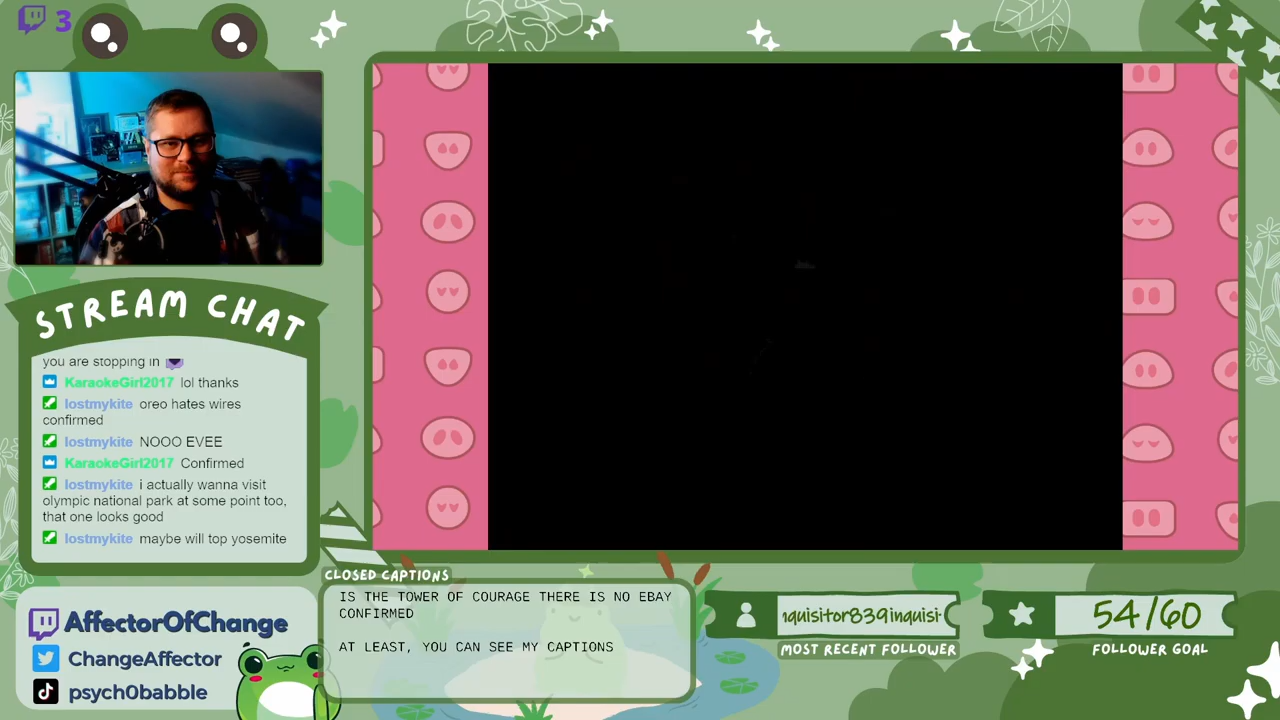 3
STREAM CHAT
you are stopping in
KaraokeGirl2017 lol thanks
lostmykite oreo hates wires
confirmed
lostmykite NOOO EVEE
KaraokeGirl2017 Confirmed
lostmykite i actually wanna visit
olympic national park at some point too,
that one looks good
lostmykite maybe will top yosemite
AffectorOfChange
ChangeAffector
psych0babble
CLOSED CAPTIONS
IS THE TOWER OF COURAGE THERE IS NO EBAY
CONFIRMED
AT LEAST, YOU CAN SEE MY CAPTIONS
nquisitor839inquisi
MOST RECENT FOLLOWER
54/60
FOLLOWER GOAL